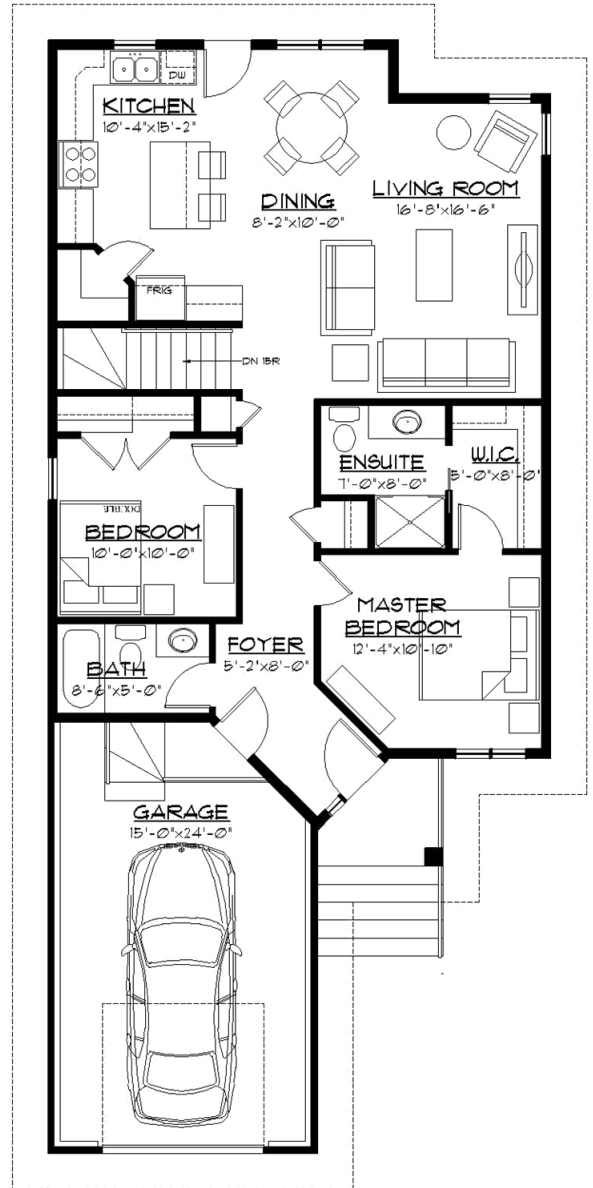 DW
KITCHEN
10'-4"x15'-2"
DINING
8'-2"x10'-0"
LIVING ROOM
16'-8"x16'-6"
FRIG
DN 15R
ENSUITE
7'-0"x8'-0"
W.I.C.
5'-0"x8'-0"
DOUBLE
BEDROOM
10'-0"x10'-0"
MASTER
BEDROOM
12'-4"x10'-10"
FOYER
5'-2"x8'-0"
BATH
8'-6"x5'-0"
GARAGE
15'-0"x24'-0"